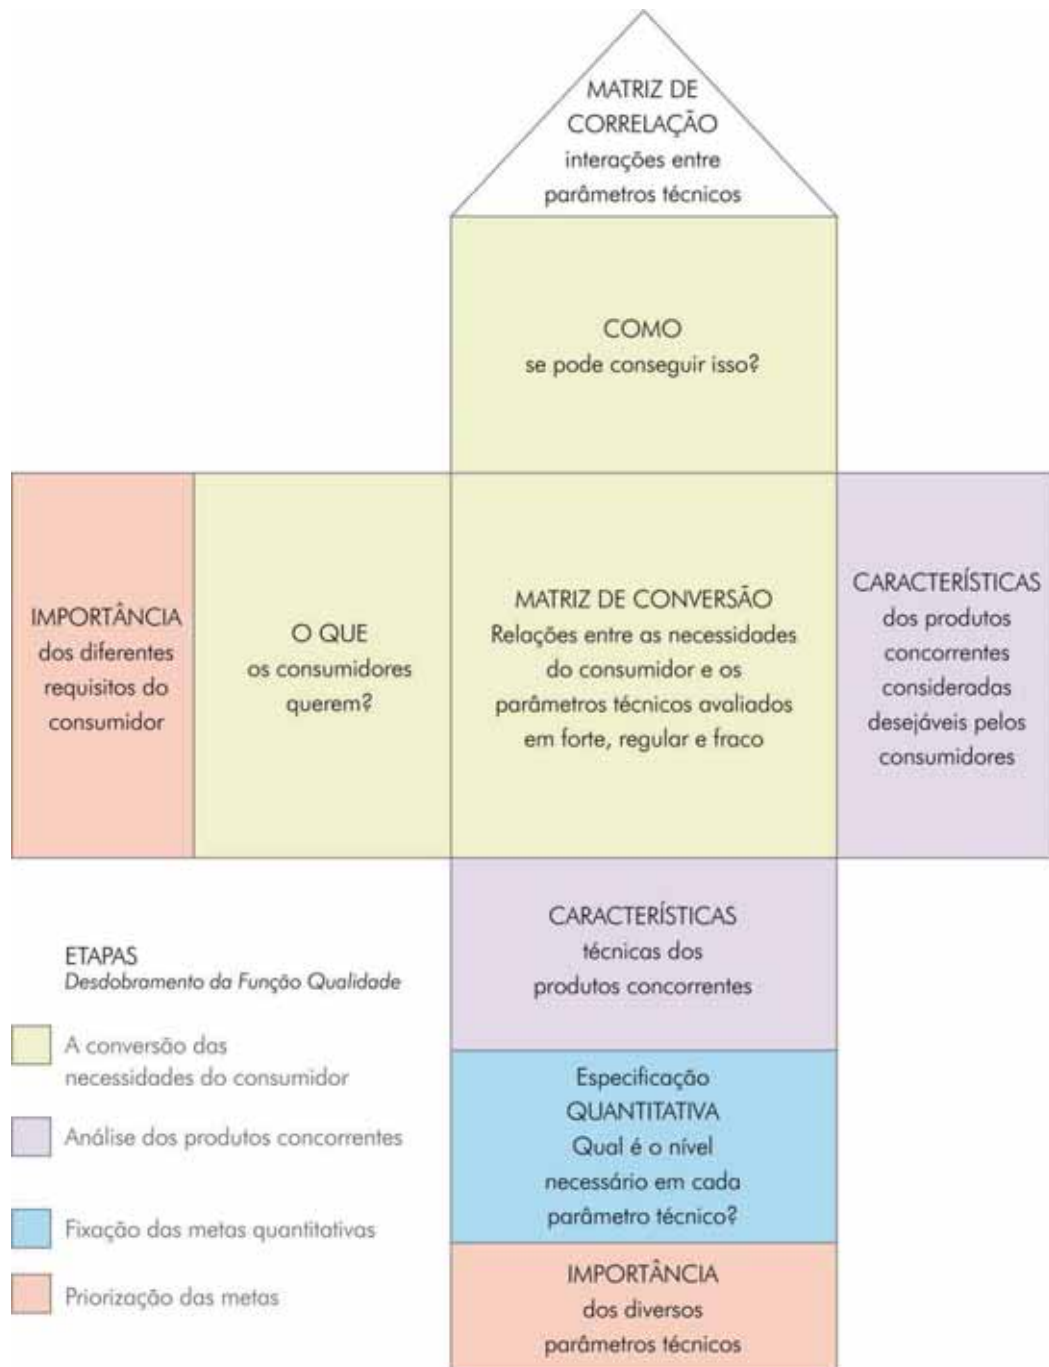 MATRIZ DE
CORRELAÇÃO
interações entre
parâmetros técnicos
COMO
se pode conseguir isso?
IMPORTÂNCIA
dos diferentes
requisitos do
consumidor
O QUE
os consumidores
querem?
MATRIZ DE CONVERSÃO
Relações entre as necessidades
do consumidor e os
parâmetros técnicos avaliados
em forte, regular e fraco
CARACTERÍSTICAS
dos produtos
concorrentes
consideradas
desejáveis pelos
consumidores
CARACTERÍSTICAS
técnicas dos
produtos concorrentes
Especificação
QUANTITATIVA
Qual é o nível
necessário em cada
parâmetro técnico?
IMPORTÂNCIA
dos diversos
parâmetros técnicos
ETAPAS
Desdobramento da Função Qualidade
A conversão das
necessidades do consumidor
Análise dos produtos concorrentes
Fixação das metas quantitativas
Priorização das metas